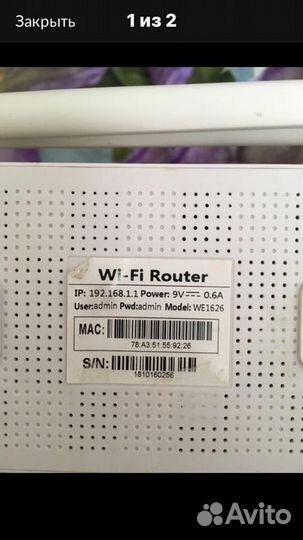 Закрыть
1 из 2
Wi-Fi Router
IP: 192.168.1.1 Power: 9V 0.6A
User:admin Pwd:admin Model: WE1626
MAC:
78:A3:51:55:92:26
S/N:
1810160256
Avito